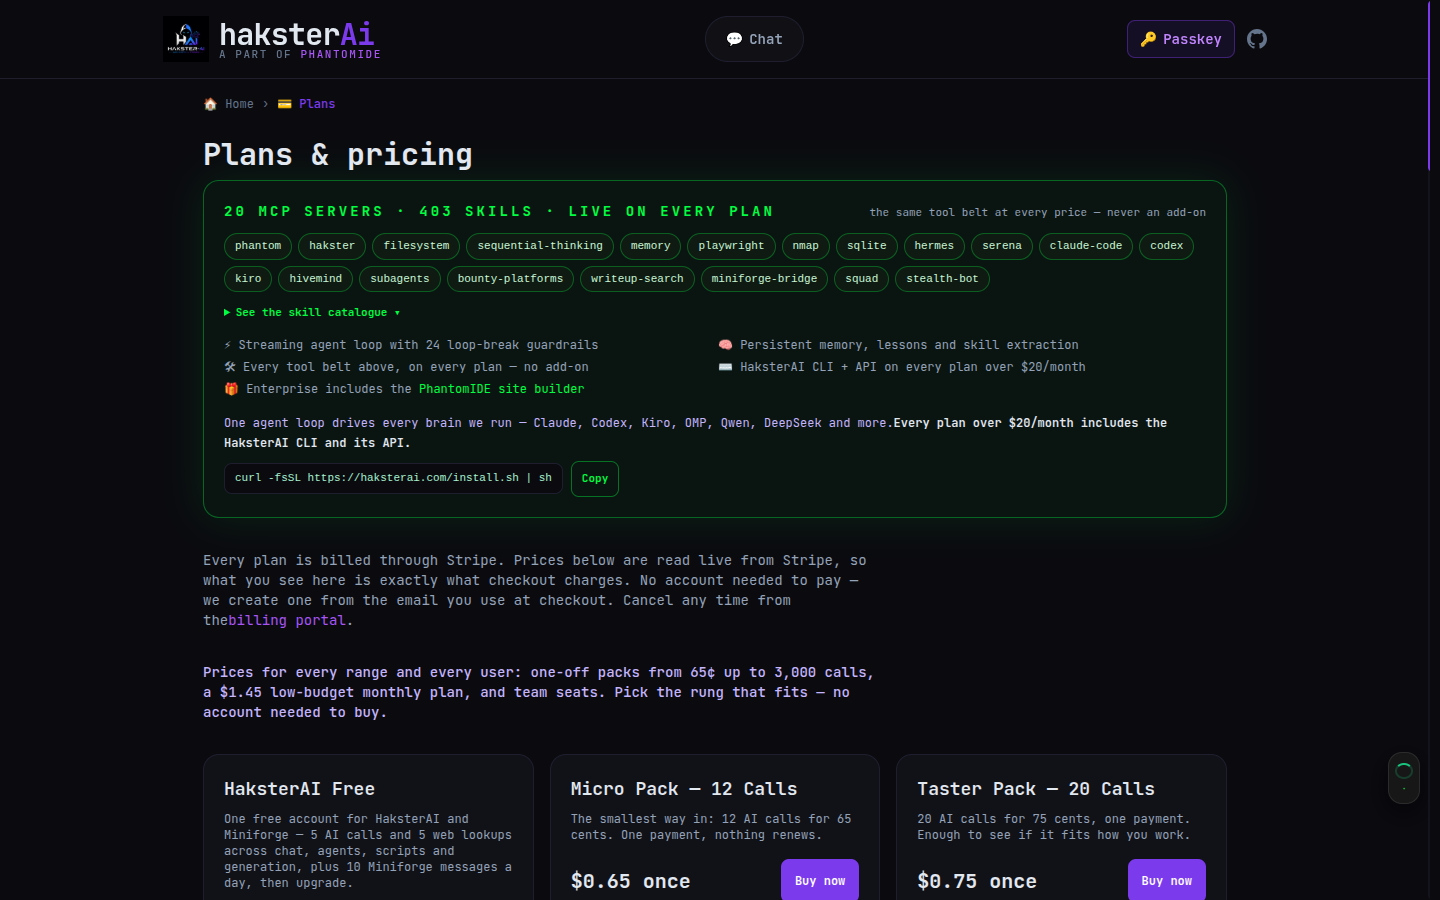 haksterAi
A PART OF PHANTOMIDE
💬 Chat
🔑 Passkey
🏠 Home › 💳 Plans
Plans & pricing
20 MCP SERVERS · 403 SKILLS · LIVE ON EVERY PLAN
the same tool belt at every price — never an add-on
phantom hakster filesystem sequential-thinking memory playwright nmap sqlite hermes serena claude-code codex
kiro hivemind subagents bounty-platforms writeup-search miniforge-bridge squad stealth-bot
▶ See the skill catalogue ▾
⚡ Streaming agent loop with 24 loop-break guardrails
🧠 Persistent memory, lessons and skill extraction
🛠 Every tool belt above, on every plan — no add-on
⌨️ HaksterAI CLI + API on every plan over $20/month
🎁 Enterprise includes the PhantomIDE site builder
One agent loop drives every brain we run — Claude, Codex, Kiro, OMP, Qwen, DeepSeek and more.Every plan over $20/month includes the
HaksterAI CLI and its API.
curl -fsSL https://haksterai.com/install.sh | sh
Copy
Every plan is billed through Stripe. Prices below are read live from Stripe, so
what you see here is exactly what checkout charges. No account needed to pay —
we create one from the email you use at checkout. Cancel any time from
thebilling portal.
Prices for every range and every user: one-off packs from 65¢ up to 3,000 calls,
a $1.45 low-budget monthly plan, and team seats. Pick the rung that fits — no
account needed to buy.
HaksterAI Free
One free account for HaksterAI and
Miniforge — 5 AI calls and 5 web lookups
across chat, agents, scripts and
generation, plus 10 Miniforge messages a
day, then upgrade.
Micro Pack — 12 Calls
The smallest way in: 12 AI calls for 65
cents. One payment, nothing renews.
$0.65 once
Buy now
Taster Pack — 20 Calls
20 AI calls for 75 cents, one payment.
Enough to see if it fits how you work.
$0.75 once
Buy now